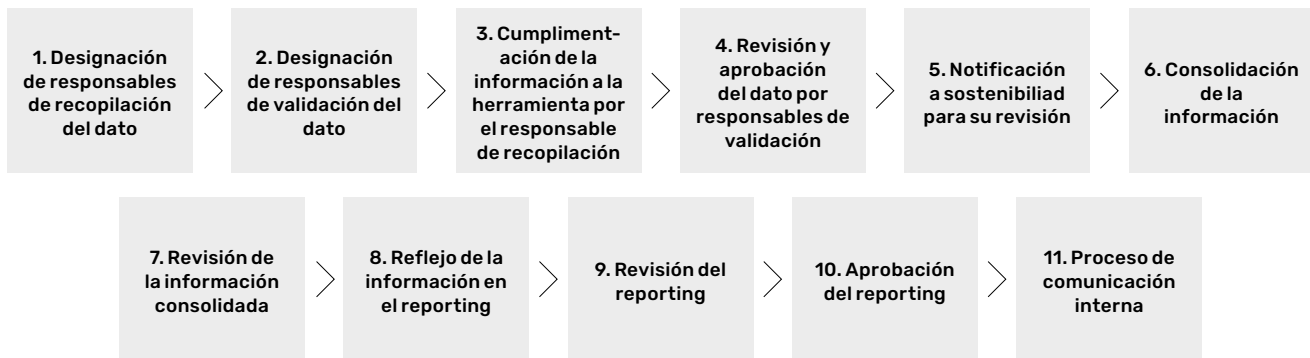 1. Designación
de responsables
de recopilación
del dato
2. Designación
de responsables
de validación del
dato
3. Cumpliment-
ación de la
información a la
herramienta por
el responsable
de recopilación
4. Revisión y
aprobación
del dato por
responsables de
validación
5. Notificación
a sostenibiliad
para su revisión
6. Consolidación
de la
información
7. Revisión de
la información
consolidada
8. Reflejo de la
información en
el reporting
9. Revisión del
reporting
10. Aprobación
del reporting
11. Proceso de
comunicación
interna